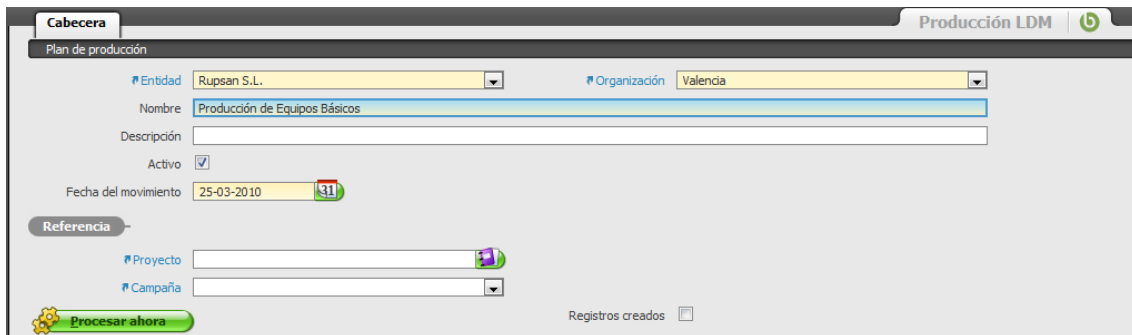 Cabecera Producción LDM
Plan de producción
Entidad Rupsan S.L. Organización Valencia
Nombre Producción de Equipos Básicos
Descripción
Activo
Fecha del movimiento 25-03-2010 31
Referencia
Proyecto
Campaña
Procesar ahora Registros creados